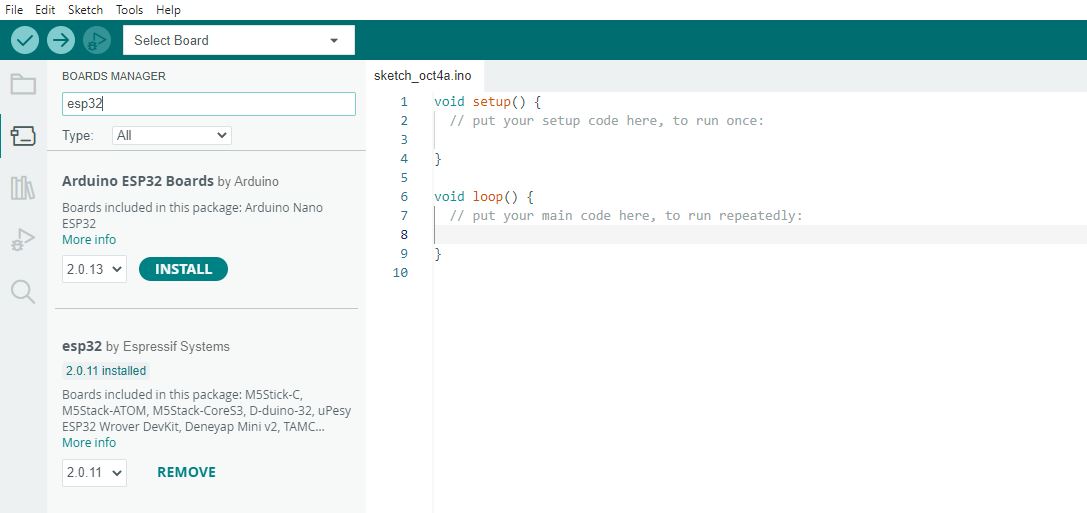 File Edit Sketch Tools Help
Select Board
BOARDS MANAGER
esp32
Type: All
Arduino ESP32 Boards by Arduino
Boards included in this package: Arduino Nano
ESP32
More info
2.0.13 INSTALL
esp32 by Espressif Systems
2.0.11 installed
Boards included in this package: M5Stick-C,
M5Stack-ATOM, M5Stack-CoreS3, D-duino-32, uPesy
ESP32 Wrover DevKit, Deneyap Mini v2, TAMC...
More info
2.0.11 REMOVE
sketch_oct4a.ino
1 void setup() {
2 // put your setup code here, to run once:
3
4 }
5
6 void loop() {
7 // put your main code here, to run repeatedly:
8
9 }
10